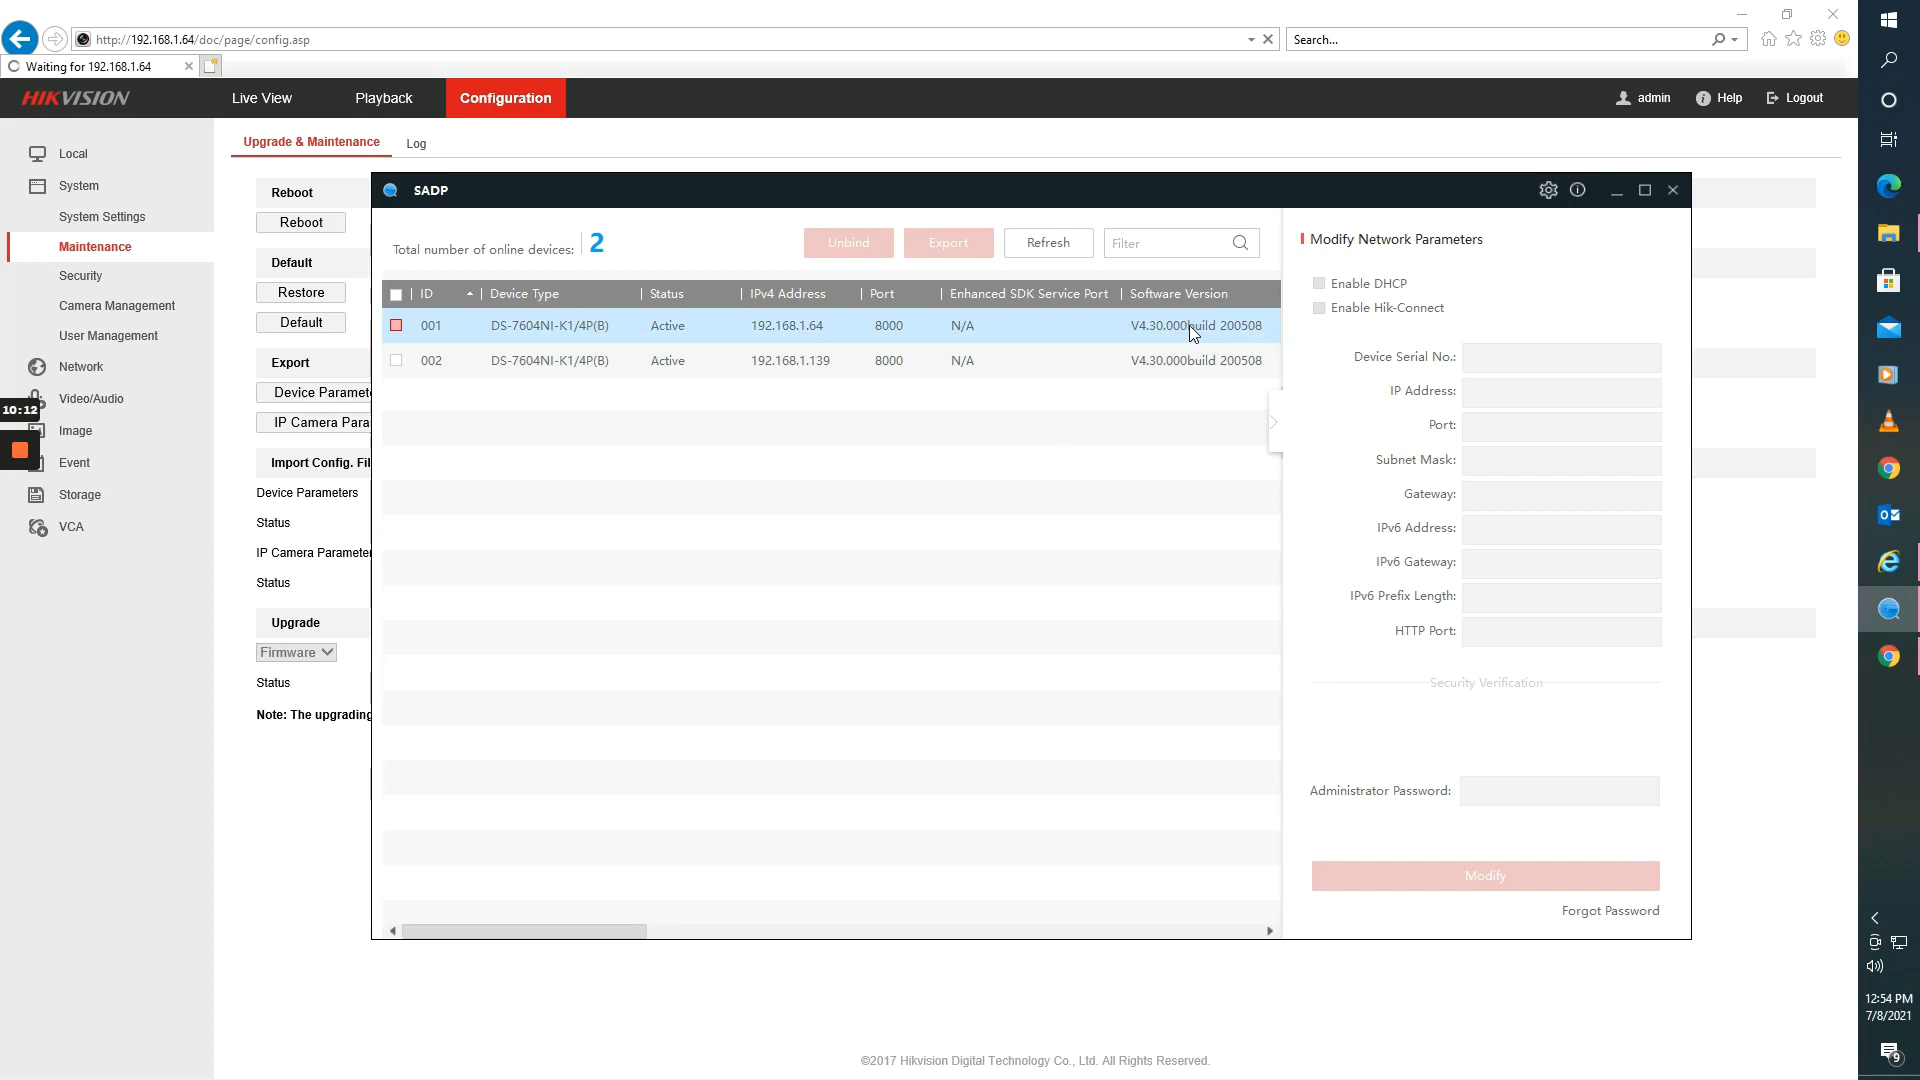 http://192.168.1.64/doc/page/config.asp
Search...
Waiting for 192.168.1.64
HIKVISION
Live View
Playback
Configuration
admin
Help
Logout
Local
System
System Settings
Maintenance
Security
Camera Management
User Management
Network
Video/Audio
Image
Event
Storage
VCA
10:12
Upgrade & Maintenance
Log
Reboot
Reboot
Default
Restore
Default
Export
Device Paramete
IP Camera Para
Import Config. Fil
Device Parameters
Status
IP Camera Parameter
Status
Upgrade
Firmware
Status
Note: The upgrading
SADP
Total number of online devices: 2
Unbind
Export
Refresh
Filter
ID Device Type Status IPv4 Address Port Enhanced SDK Service Port Software Version
001 DS-7604NI-K1/4P(B) Active 192.168.1.64 8000 N/A V4.30.000build 200508
002 DS-7604NI-K1/4P(B) Active 192.168.1.139 8000 N/A V4.30.000build 200508
Modify Network Parameters
Enable DHCP
Enable Hik-Connect
Device Serial No.:
IP Address:
Port:
Subnet Mask:
Gateway:
IPv6 Address:
IPv6 Gateway:
IPv6 Prefix Length:
HTTP Port:
Security Verification
Administrator Password:
Modify
Forgot Password
©2017 Hikvision Digital Technology Co., Ltd. All Rights Reserved.
12:54 PM
7/8/2021
9